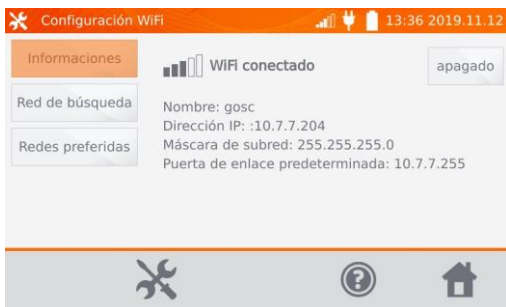 Configuración WiFi
13:36 2019.11.12
Informaciones
WiFi conectado
apagado
Red de búsqueda
Nombre: gosc
Dirección IP: :10.7.7.204
Redes preferidas
Máscara de subred: 255.255.255.0
Puerta de enlace predeterminada: 10.7.7.255